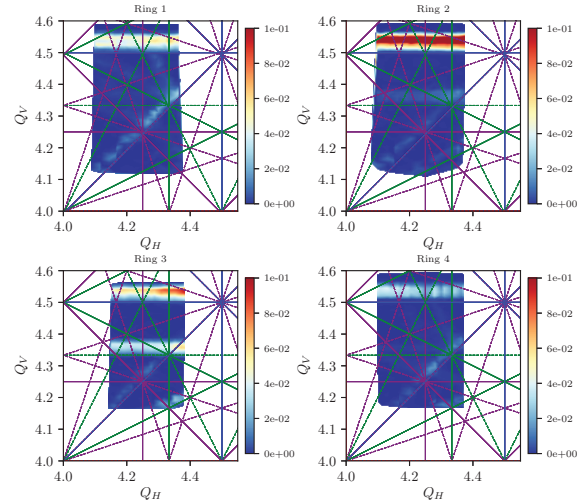 Ring 1
4.6
4.5
4.4
4.3
4.2
4.1
4.0
Q_V
4.0
4.2
4.4
Q_H
1e-01
8e-02
6e-02
4e-02
2e-02
0e+00
Ring 2
4.6
4.5
4.4
4.3
4.2
4.1
4.0
Q_V
4.0
4.2
4.4
Q_H
1e-01
8e-02
6e-02
4e-02
2e-02
0e+00
Ring 3
4.6
4.5
4.4
4.3
4.2
4.1
4.0
Q_V
4.0
4.2
4.4
Q_H
1e-01
8e-02
6e-02
4e-02
2e-02
0e+00
Ring 4
4.6
4.5
4.4
4.3
4.2
4.1
4.0
Q_V
4.0
4.2
4.4
Q_H
1e-01
8e-02
6e-02
4e-02
2e-02
0e+00